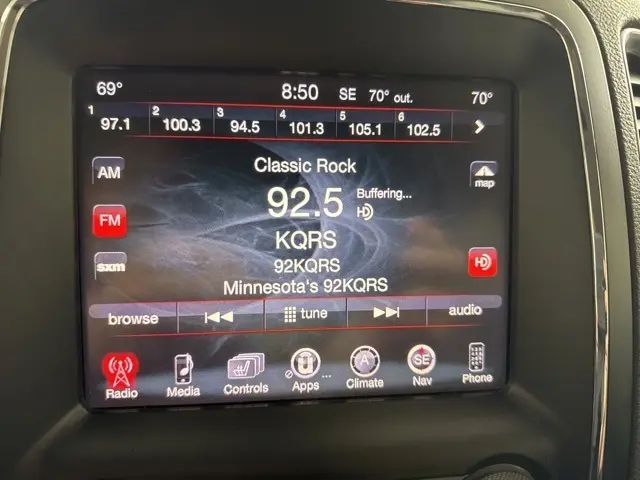 69° 8:50 SE 70° out. 70°
1 97.1 2 100.3 3 94.5 4 101.3 5 105.1 6 102.5
AM
Classic Rock
map
92.5 Buffering...
HD
FM
KQRS
HD
sxm
92KQRS
Minnesota's 92KQRS
browse tune audio
A SE
Radio Media Controls Apps ... Climate Nav Phone